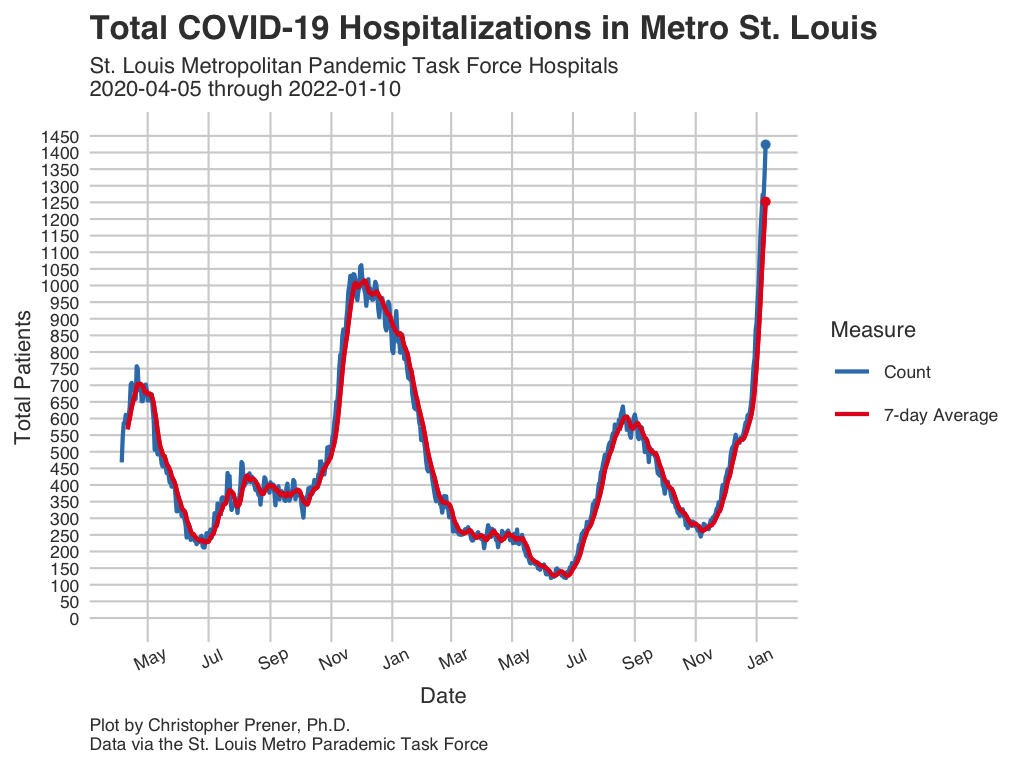 Total COVID-19 Hospitalizations in Metro St. Louis
St. Louis Metropolitan Pandemic Task Force Hospitals
2020-04-05 through 2022-01-10
Total Patients
1450
1400
1350
1300
1250
1200
1150
1100
1050
1000
950
900
850
800
750
700
650
600
550
500
450
400
350
300
250
200
150
100
50
0
May Jul Sep Nov Jan Mar May Jul Sep Nov Jan
Date
Measure
Count
7-day Average
Plot by Christopher Prener, Ph.D.
Data via the St. Louis Metro Parademic Task Force